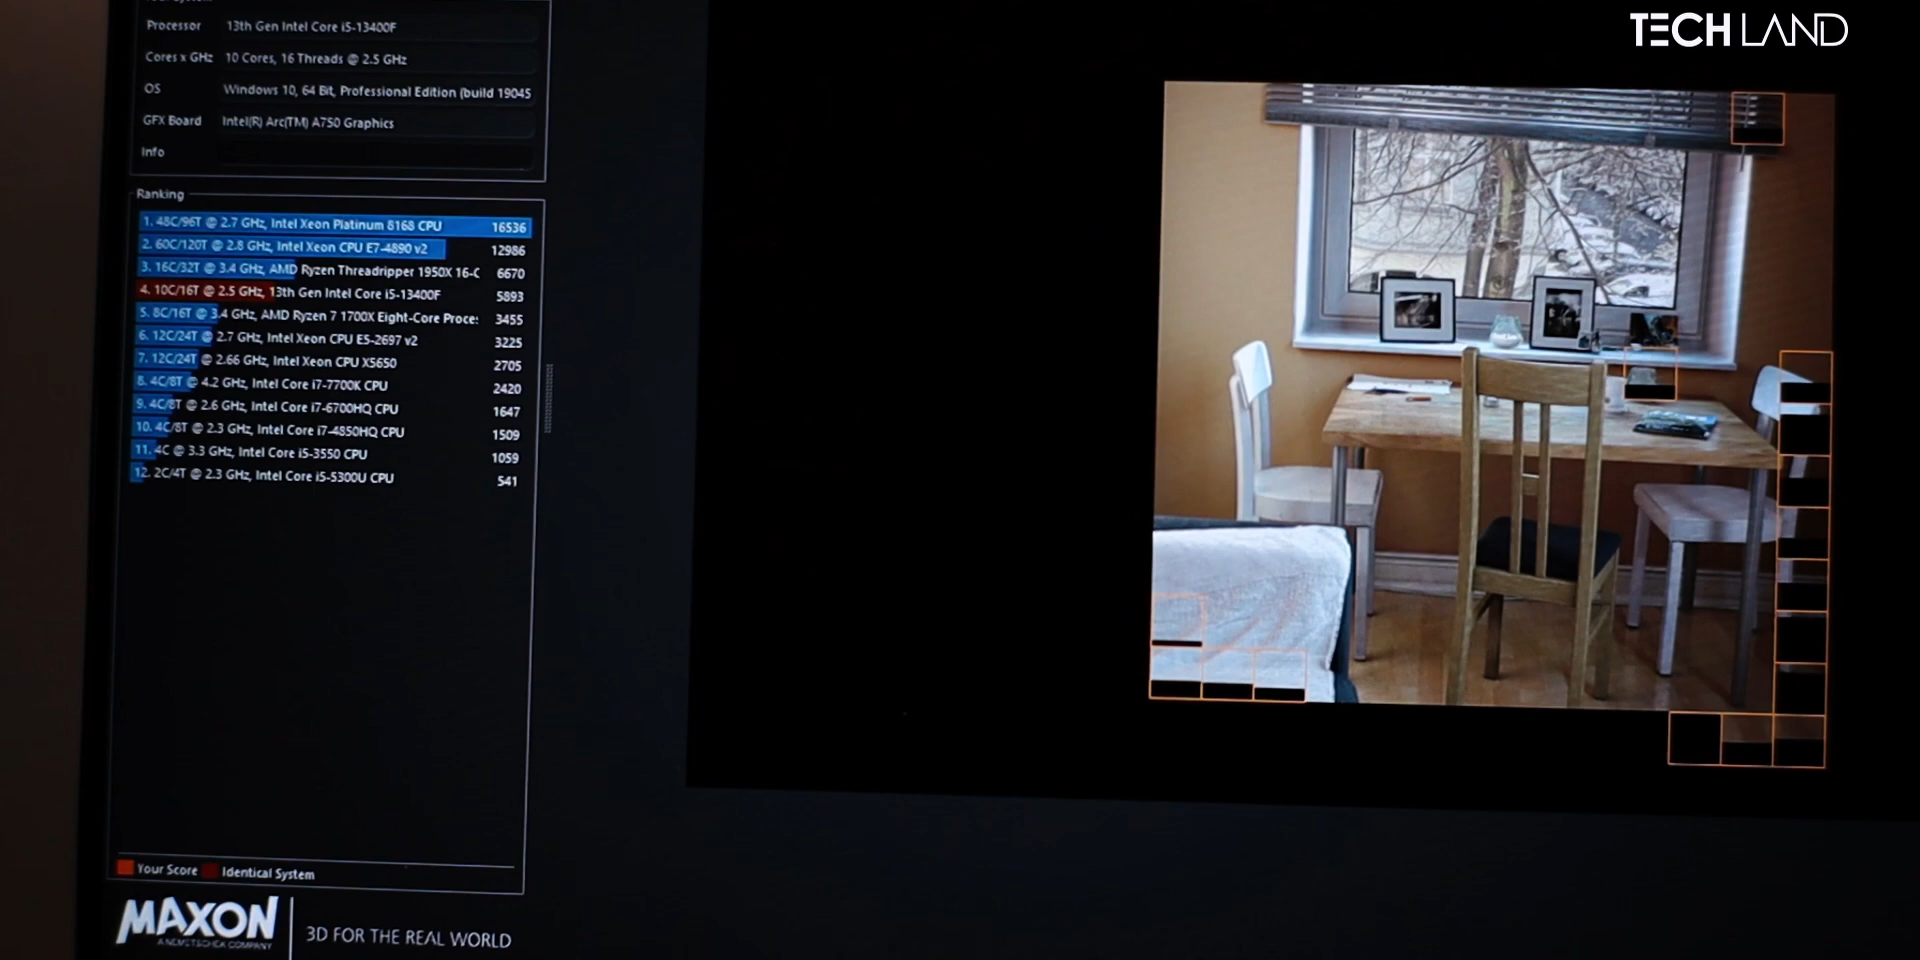 TECHLAND
Processor 13th Gen Intel Core i5-13400F
Cores x GHz 10 Cores, 16 Threads @ 2.5 GHz
OS Windows 10, 64 Bit, Professional Edition (build 19045
GFX Board Intel(R) Arc(TM) A750 Graphics
Info
Ranking
1. 48C/96T @ 2.7 GHz, Intel Xeon Platinum 8168 CPU 16536
2. 60C/120T @ 2.8 GHz, Intel Xeon CPU E7-4890 v2 12986
3. 16C/32T @ 3.4 GHz, AMD Ryzen Threadripper 1950X 16-C 6670
4. 10C/16T @ 2.5 GHz, 13th Gen Intel Core i5-13400F 5893
5. 8C/16T @ 3.4 GHz, AMD Ryzen 7 1700X Eight-Core Proce: 3455
6. 12C/24T @ 2.7 GHz, Intel Xeon CPU E5-2697 v2 3225
7. 12C/24T @ 2.66 GHz, Intel Xeon CPU X5650 2705
8. 4C/8T @ 4.2 GHz, Intel Core i7-7700K CPU 2420
9. 4C/8T @ 2.6 GHz, Intel Core i7-6700HQ CPU 1647
10. 4C/8T @ 2.3 GHz, Intel Core i7-4850HQ CPU 1509
11. 4C @ 3.3 GHz, Intel Core i5-3550 CPU 1059
12. 2C/4T @ 2.3 GHz, Intel Core i5-5300U CPU 541
Your Score Identical System
MAXON
A NEMETSCHEK COMPANY
3D FOR THE REAL WORLD